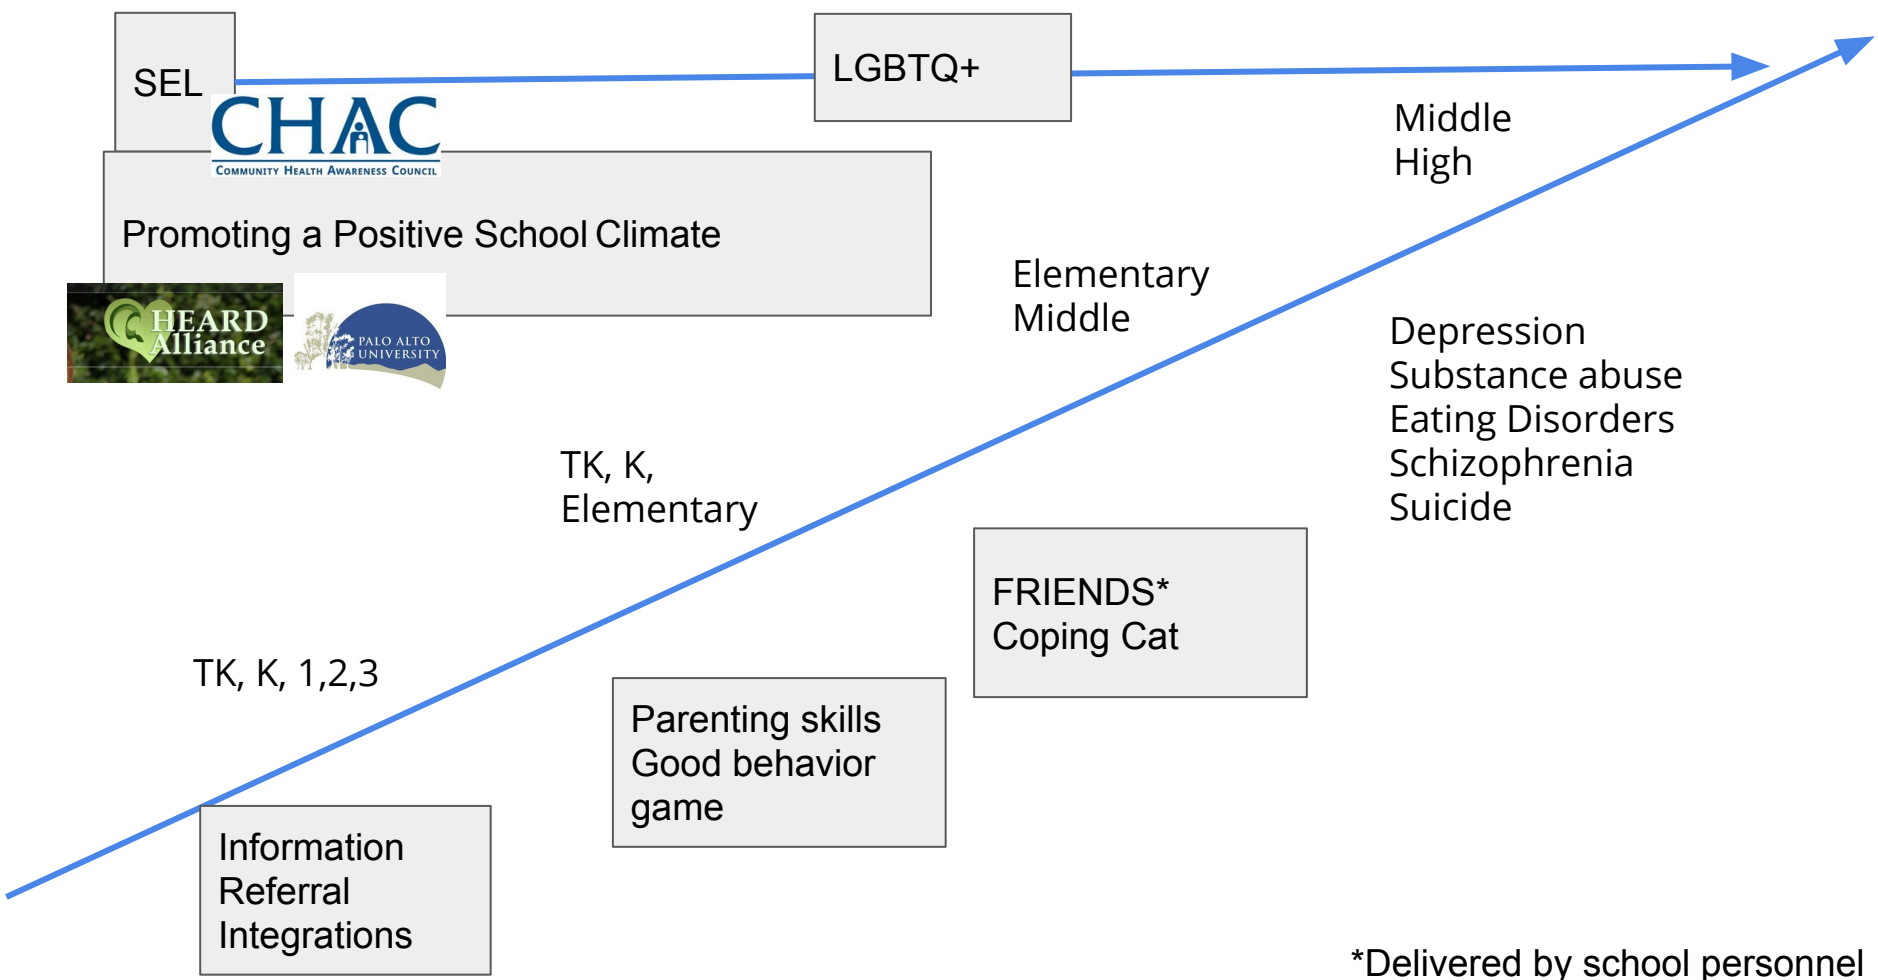 SEL
LGBTQ+
CHAC
COMMUNITY HEALTH AWARENESS COUNCIL
Middle
High
Promoting a Positive School Climate
Elementary
Middle
HEARD
Alliance
PALO ALTO
UNIVERSITY
Depression
Substance abuse
Eating Disorders
Schizophrenia
Suicide
TK, K,
Elementary
FRIENDS*
Coping Cat
TK, K, 1,2,3
Parenting skills
Good behavior
game
Information
Referral
Integrations
*Delivered by school personnel